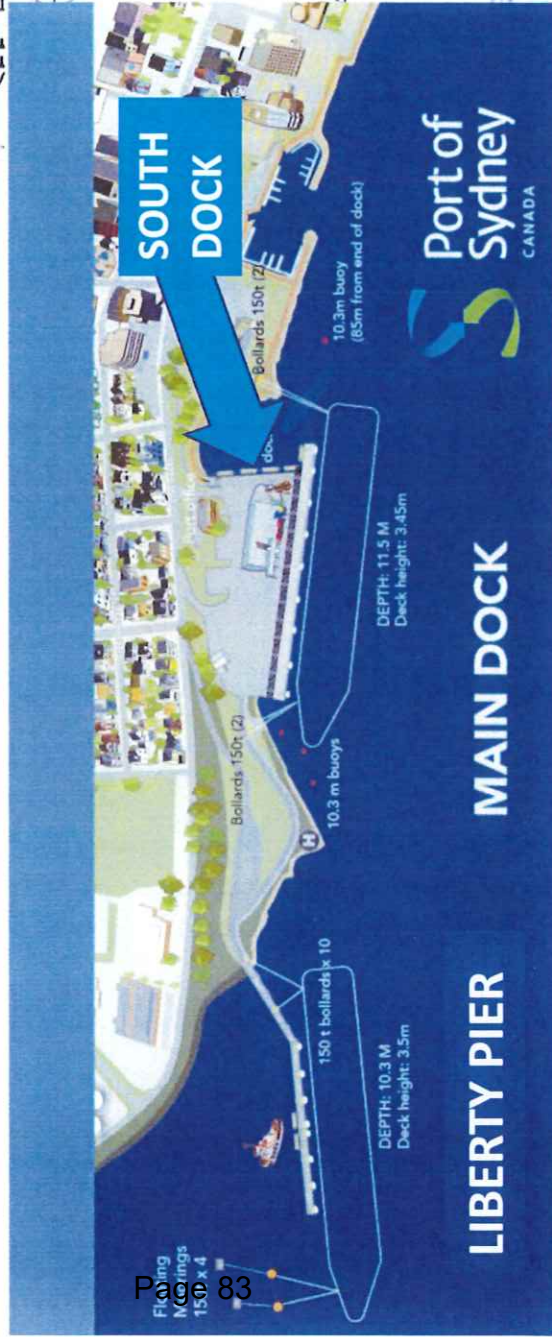 SOUTH
DOCK
Bollards 150t (2)
10.3m buoy
(85m from end of dock)
Port of
Sydney
CANADA
DEPTH: 11.5 M
Deck height: 3.45m
MAIN DOCK
Bollards 150t (2)
10.3 m buoys
H
150 t bollards x 10
DEPTH: 10.3 M
Deck height: 3.5m
LIBERTY PIER
x 4
Page 83